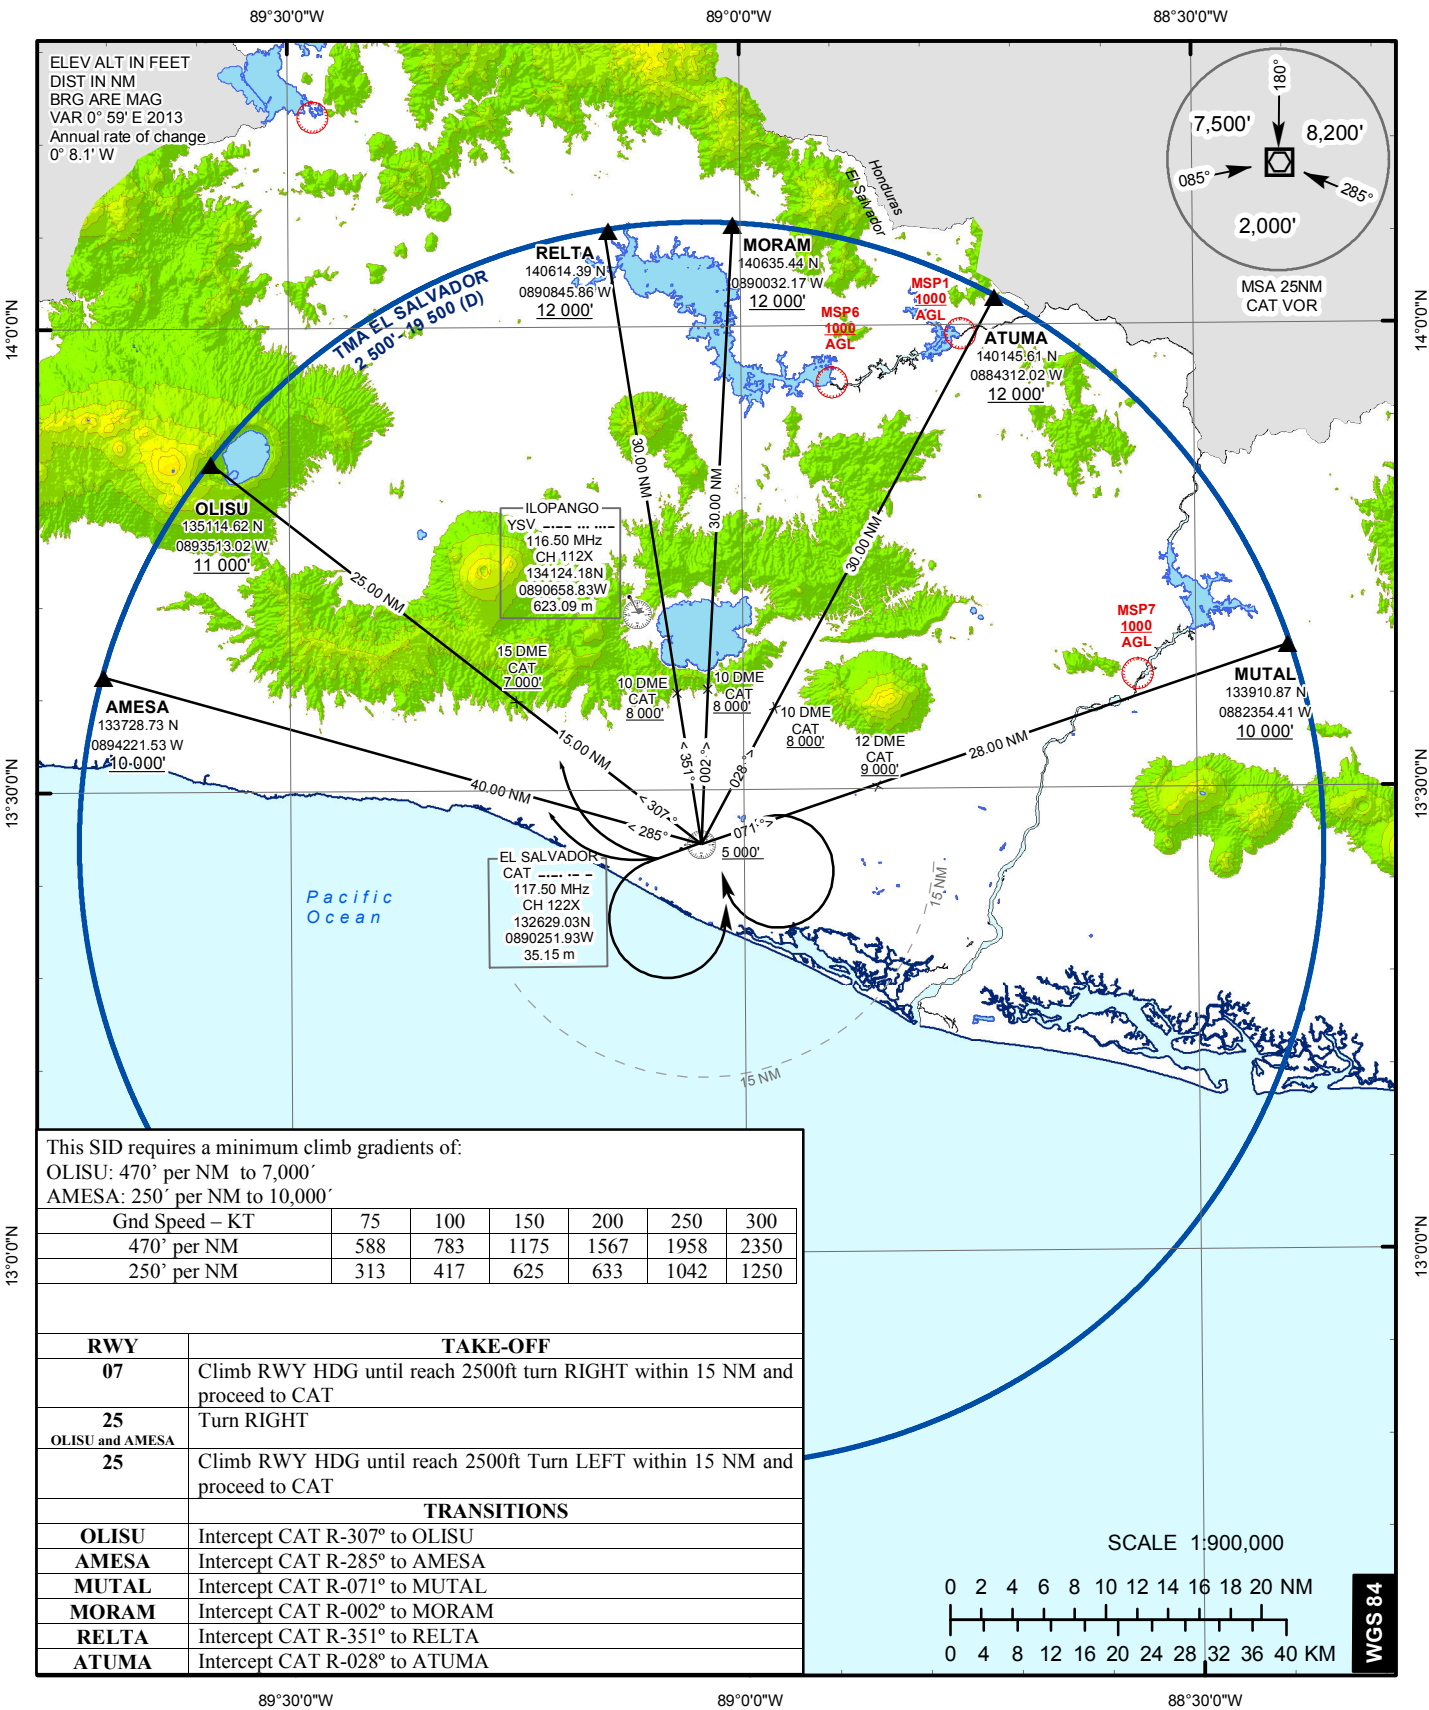 89°30'0"W
89°0'0"W
88°30'0"W
ELEV ALT IN FEET
DIST IN NM
BRG ARE MAG
VAR 0° 59' E 2013
Annual rate of change
0° 8.1' W
180°
7,500'
8,200'
085°
285°
2,000'
MSA 25NM
CAT VOR
Honduras
El Salvador
14°0'0"N
14°0'0"N
TMA EL SALVADOR
2 500' - 19 500 (D)
RELTA
140614.39 N
0890845.86 W
12 000'
MORAM
140635.44 N
0890032.17 W
12 000'
MSP6
1000
AGL
MSP1
1000
AGL
ATUMA
140145.61 N
0884312.02 W
12 000'
OLISU
135114.62 N
0893513.02 W
11 000'
ILOPANGO
YSV -.-- ... ...-
116.50 MHz
CH 112X
134124.18N
0890658.83W
623.09 m
30.00 NM
30.00 NM
30.00 NM
25.00 NM
15 DME
CAT
7 000'
10 DME
CAT
8 000'
10 DME
CAT
8 000'
10 DME
CAT
8 000'
12 DME
CAT
9 000'
MSP7
1000
AGL
MUTAL
133910.87 N
0882354.41 W
10 000'
AMESA
133728.73 N
0894221.53 W
10 000'
15.00 NM
40.00 NM
28.00 NM
< 351°
002° >
028° >
< 307°
< 285°
071° >
5 000'
13°30'0"N
13°30'0"N
EL SALVADOR
CAT -.-. .- -
117.50 MHz
CH 122X
132629.03N
0890251.93W
35.15 m
Pacific
Ocean
15 NM
15 NM
This SID requires a minimum climb gradients of:
OLISU: 470’ per NM to 7,000´
AMESA: 250´ per NM to 10,000´
Gnd Speed – KT 75 100 150 200 250 300
470’ per NM 588 783 1175 1567 1958 2350
250’ per NM 313 417 625 633 1042 1250
13°0'0"N
13°0'0"N
RWY TAKE-OFF
07 Climb RWY HDG until reach 2500ft turn RIGHT within 15 NM and
proceed to CAT
25 Turn RIGHT
OLISU and AMESA
25 Climb RWY HDG until reach 2500ft Turn LEFT within 15 NM and
proceed to CAT
TRANSITIONS
OLISU Intercept CAT R-307º to OLISU
AMESA Intercept CAT R-285º to AMESA
MUTAL Intercept CAT R-071º to MUTAL
MORAM Intercept CAT R-002º to MORAM
RELTA Intercept CAT R-351º to RELTA
ATUMA Intercept CAT R-028º to ATUMA
SCALE 1:900,000
0 2 4 6 8 10 12 14 16 18 20 NM
0 4 8 12 16 20 24 28 32 36 40 KM
WGS 84
89°30'0"W
89°0'0"W
88°30'0"W